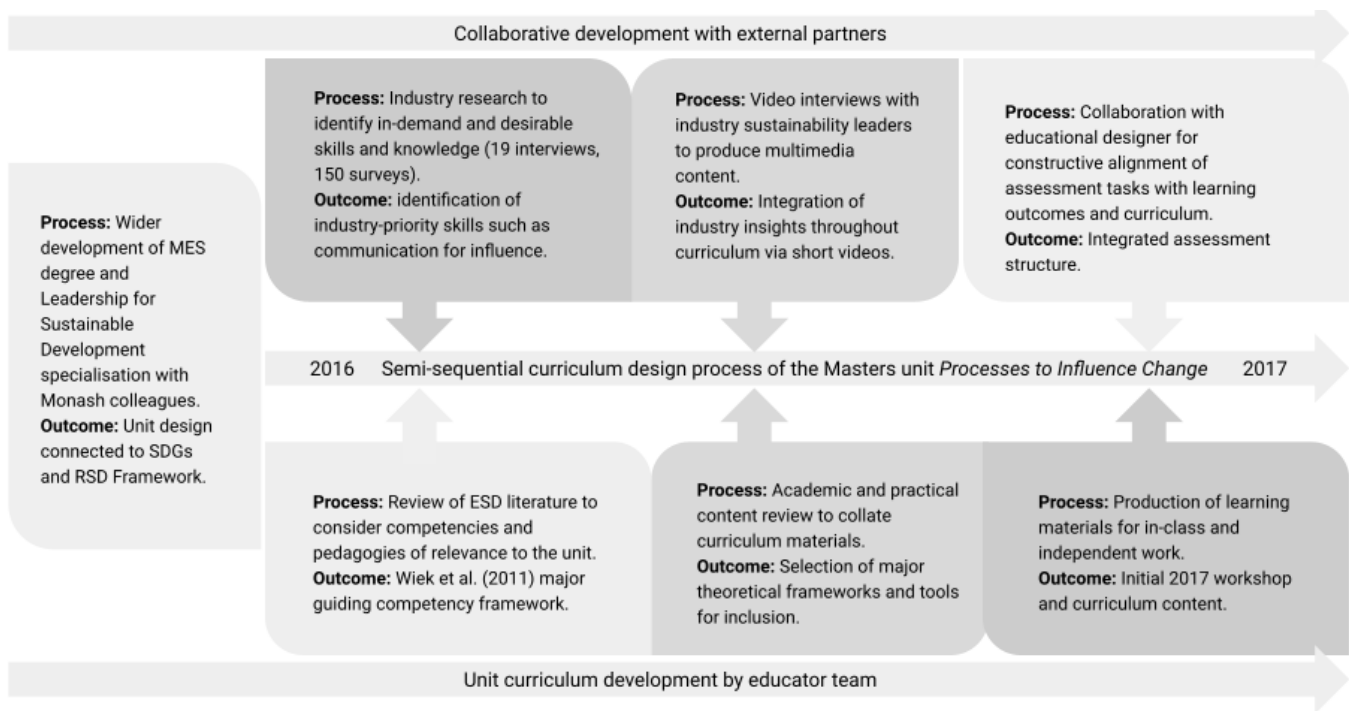 Collaborative development with external partners
Process: Wider
development of MES
degree and
Leadership for
Sustainable
Development
specialisation with
Monash colleagues.
Outcome: Unit design
connected to SDGs
and RSD Framework.
Process: Industry research to
identify in-demand and desirable
skills and knowledge (19 interviews,
150 surveys).
Outcome: identification of
industry-priority skills such as
communication for influence.
Process: Video interviews with
industry sustainability leaders
to produce multimedia
content.
Outcome: Integration of
industry insights throughout
curriculum via short videos.
Process: Collaboration with
educational designer for
constructive alignment of
assessment tasks with learning
outcomes and curriculum.
Outcome: Integrated assessment
structure.
2016 Semi-sequential curriculum design process of the Masters unit Processes to Influence Change 2017
Process: Review of ESD literature to
consider competencies and
pedagogies of relevance to the unit.
Outcome: Wiek et al. (2011) major
guiding competency framework.
Process: Academic and practical
content review to collate
curriculum materials.
Outcome: Selection of major
theoretical frameworks and tools
for inclusion.
Process: Production of learning
materials for in-class and
independent work.
Outcome: Initial 2017 workshop
and curriculum content.
Unit curriculum development by educator team